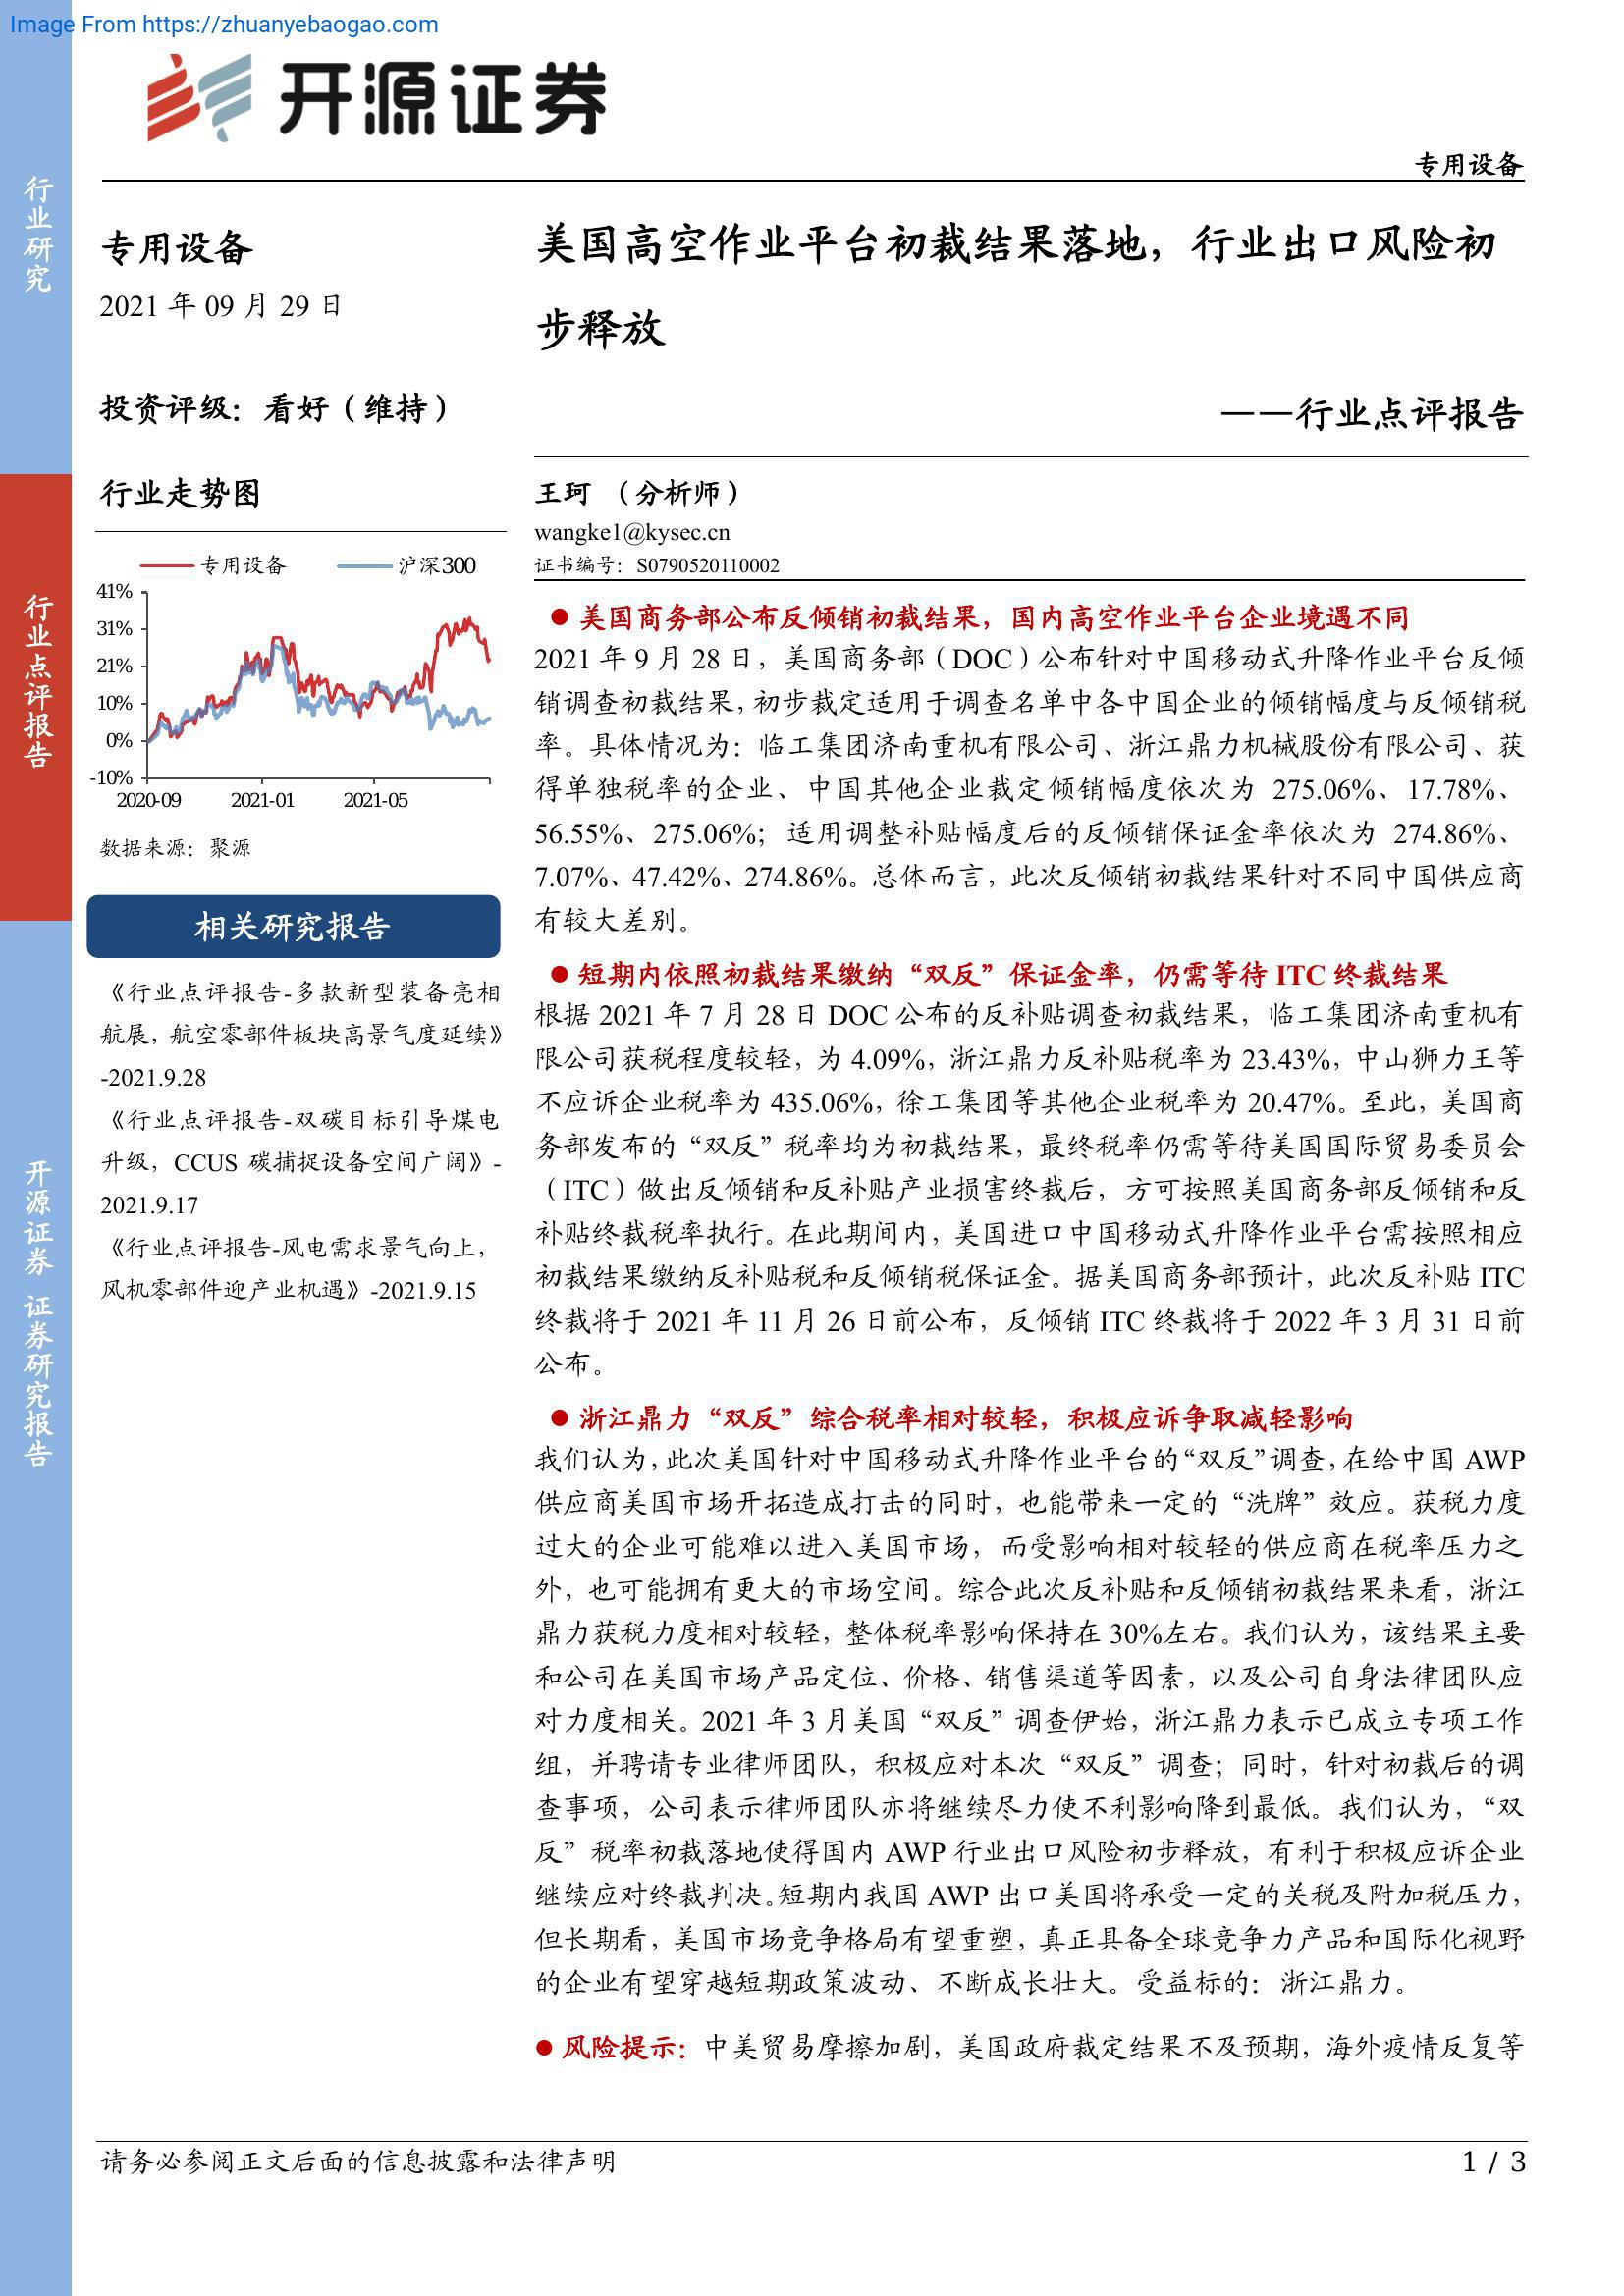 Image From https://zhuanyebaogao.com
开源证券
专用设备
行业研究
行业点评报告
开源证券 证券研究报告
专用设备
2021 年 09 月 29 日
投资评级：看好（维持）
行业走势图
专用设备 沪深300
41%
31%
21%
10%
0%
-10%
2020-09 2021-01 2021-05
数据来源：聚源
相关研究报告
《行业点评报告-多款新型装备亮相
航展，航空零部件板块高景气度延续》
-2021.9.28
《行业点评报告-双碳目标引导煤电
升级，CCUS 碳捕捉设备空间广阔》-
2021.9.17
《行业点评报告-风电需求景气向上，
风机零部件迎产业机遇》-2021.9.15
美国高空作业平台初裁结果落地，行业出口风险初
步释放
——行业点评报告
王珂 （分析师）
wangke1@kysec.cn
证书编号：S0790520110002
● 美国商务部公布反倾销初裁结果，国内高空作业平台企业境遇不同
2021 年 9 月 28 日，美国商务部（DOC）公布针对中国移动式升降作业平台反倾
销调查初裁结果，初步裁定适用于调查名单中各中国企业的倾销幅度与反倾销税
率。具体情况为：临工集团济南重机有限公司、浙江鼎力机械股份有限公司、获
得单独税率的企业、中国其他企业裁定倾销幅度依次为 275.06%、17.78%、
56.55%、275.06%；适用调整补贴幅度后的反倾销保证金率依次为 274.86%、
7.07%、47.42%、274.86%。总体而言，此次反倾销初裁结果针对不同中国供应商
有较大差别。
● 短期内依照初裁结果缴纳“双反”保证金率，仍需等待 ITC 终裁结果
根据 2021 年 7 月 28 日 DOC 公布的反补贴调查初裁结果，临工集团济南重机有
限公司获税程度较轻，为 4.09%，浙江鼎力反补贴税率为 23.43%，中山狮力王等
不应诉企业税率为 435.06%，徐工集团等其他企业税率为 20.47%。至此，美国商
务部发布的“双反”税率均为初裁结果，最终税率仍需等待美国国际贸易委员会
（ITC）做出反倾销和反补贴产业损害终裁后，方可按照美国商务部反倾销和反
补贴终裁税率执行。在此期间内，美国进口中国移动式升降作业平台需按照相应
初裁结果缴纳反补贴税和反倾销税保证金。据美国商务部预计，此次反补贴 ITC
终裁将于 2021 年 11 月 26 日前公布，反倾销 ITC 终裁将于 2022 年 3 月 31 日前
公布。
● 浙江鼎力“双反”综合税率相对较轻，积极应诉争取减轻影响
我们认为，此次美国针对中国移动式升降作业平台的“双反”调查，在给中国 AWP
供应商美国市场开拓造成打击的同时，也能带来一定的“洗牌”效应。获税力度
过大的企业可能难以进入美国市场，而受影响相对较轻的供应商在税率压力之
外，也可能拥有更大的市场空间。综合此次反补贴和反倾销初裁结果来看，浙江
鼎力获税力度相对较轻，整体税率影响保持在 30%左右。我们认为，该结果主要
和公司在美国市场产品定位、价格、销售渠道等因素，以及公司自身法律团队应
对力度相关。2021 年 3 月美国“双反”调查伊始，浙江鼎力表示已成立专项工作
组，并聘请专业律师团队，积极应对本次“双反”调查；同时，针对初裁后的调
查事项，公司表示律师团队亦将继续尽力使不利影响降到最低。我们认为，“双
反”税率初裁落地使得国内 AWP 行业出口风险初步释放，有利于积极应诉企业
继续应对终裁判决。短期内我国 AWP 出口美国将承受一定的关税及附加税压力，
但长期看，美国市场竞争格局有望重塑，真正具备全球竞争力产品和国际化视野
的企业有望穿越短期政策波动、不断成长壮大。受益标的：浙江鼎力。
● 风险提示：中美贸易摩擦加剧，美国政府裁定结果不及预期，海外疫情反复等
请务必参阅正文后面的信息披露和法律声明
1 / 3